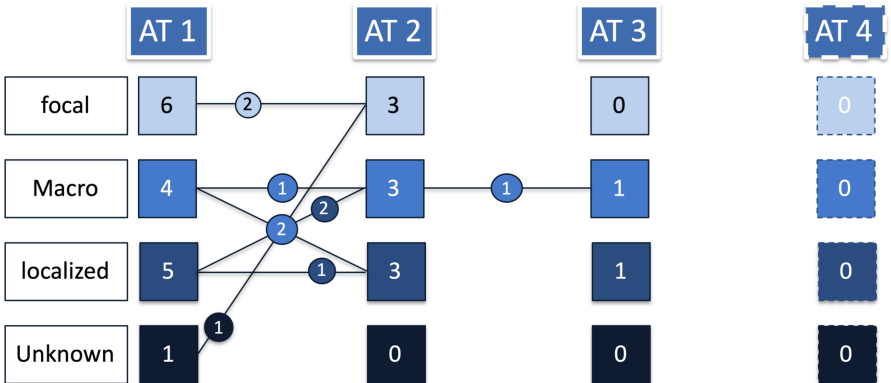 AT 1 AT 2 AT 3 AT 4
focal 6 2 3 0 0
Macro 4 1 3 1 1 0
2
2
localized 5 1 3 1 0
1
Unknown 1 0 0 0